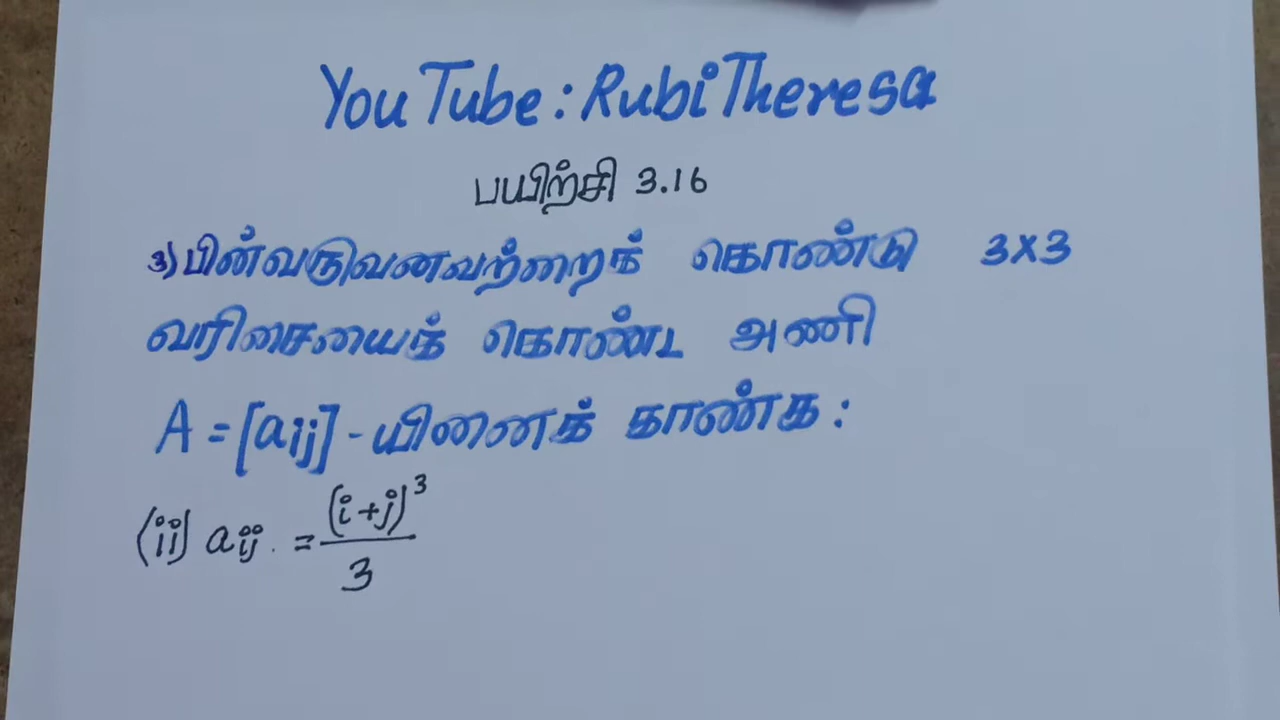 YouTube : RubiTheresa
பயிற்சி 3.16
3) பின்வருவனவற்றைக் கொண்டு 3x3
வரிசையைக் கொண்ட அணி
A = [aij] - யினைக் காண்க :
(ii) aij = (i+j)³/3